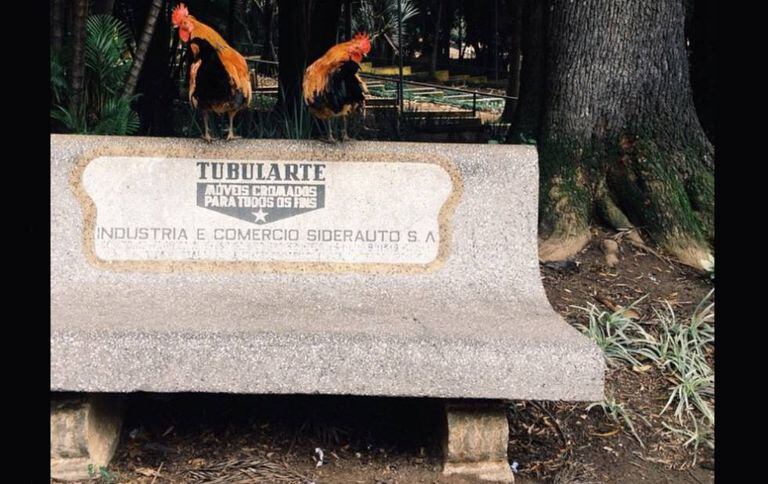 TUBULARTE
MÓVEIS CROMADOS
PARA TODOS OS FINS
INDUSTRIA E COMERCIO SIDERAUTO S. A